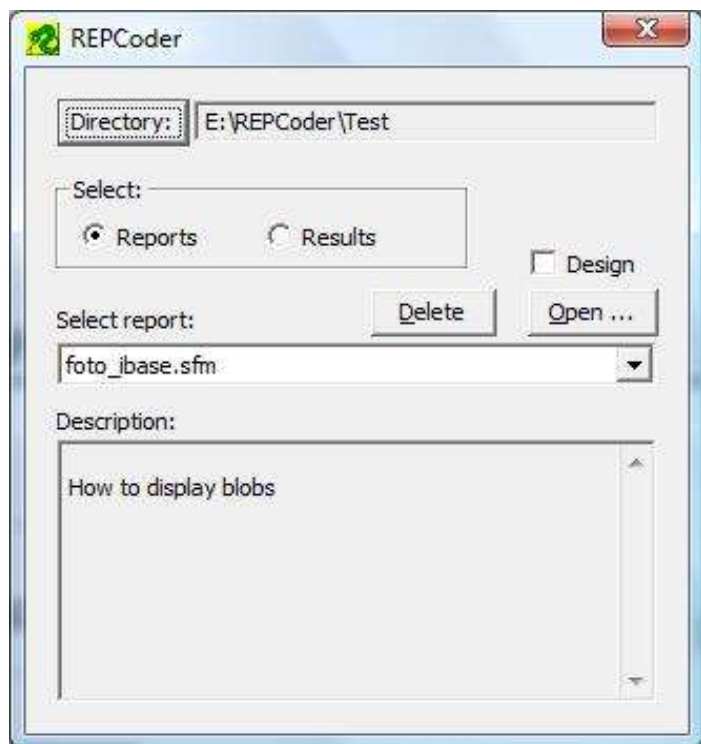 REPCoder
Directory: E:\REPCoder\Test
Select:
Reports Results
Design
Select report: Delete Open ...
foto_ibase.sfm
Description:
How to display blobs